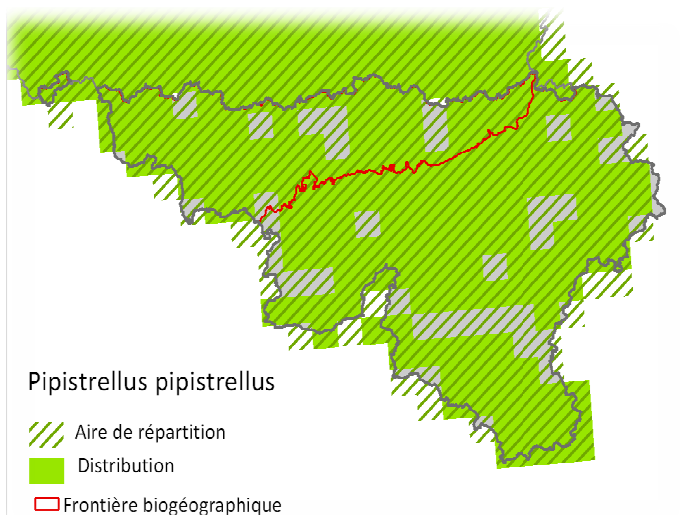 Pipistrellus pipistrellus
Aire de répartition
Distribution
Frontière biogéographique